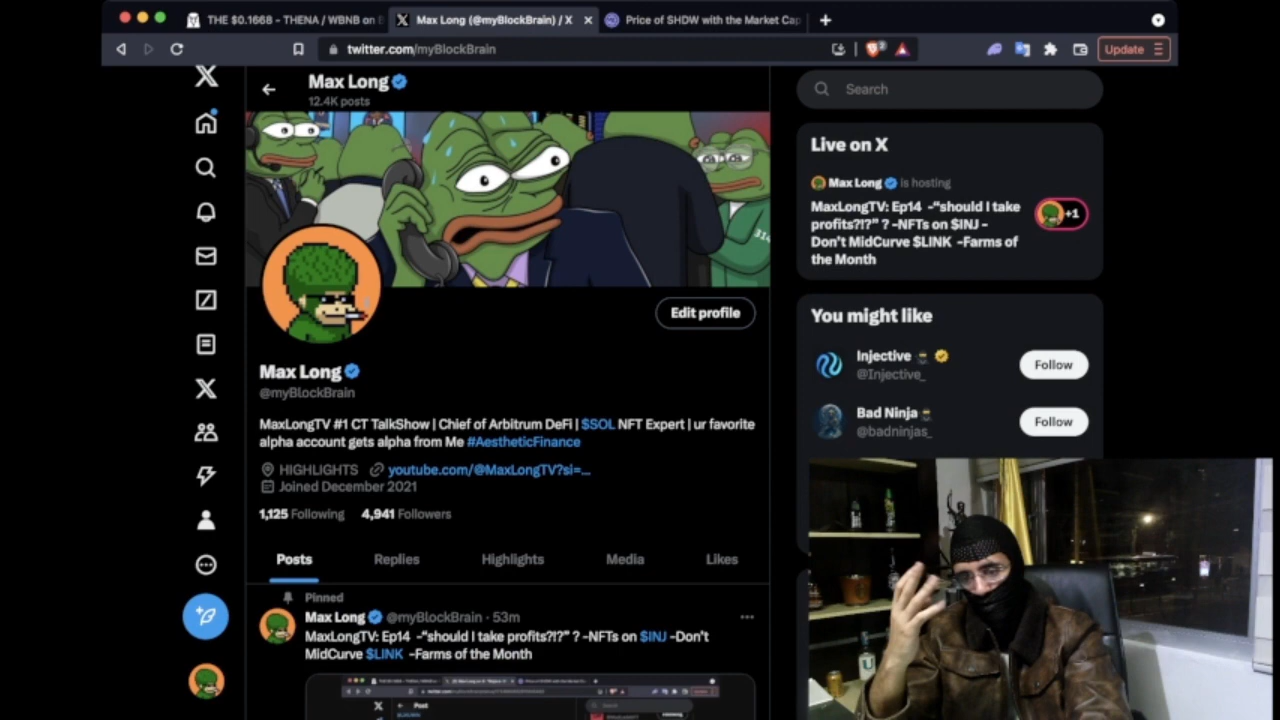 THE $0.1668 - THENA / WBNB on
Max Long (@myBlockBrain) / X
Price of SHDW with the Market Cap
twitter.com/myBlockBrain
Update
Max Long
12.4K posts
Search
314
Edit profile
Max Long
@myBlockBrain
MaxLongTV #1 CT TalkShow | Chief of Arbitrum DeFi | $SOL NFT Expert | ur favorite
alpha account gets alpha from Me #AestheticFinance
HIGHLIGHTS youtube.com/@MaxLongTV?si=...
Joined December 2021
1,125 Following 4,941 Followers
Posts Replies Highlights Media Likes
Pinned
Max Long @myBlockBrain · 53m
MaxLongTV: Ep14 -“should I take profits?!?” ? -NFTs on $INJ -Don’t
MidCurve $LINK -Farms of the Month
Post
Live on X
Max Long is hosting
MaxLongTV: Ep14 -“should I take
profits?!?” ? -NFTs on $INJ -
Don’t MidCurve $LINK -Farms of
the Month
+1
You might like
Injective
@Injective_
Follow
Bad Ninja
@badninjas_
Follow